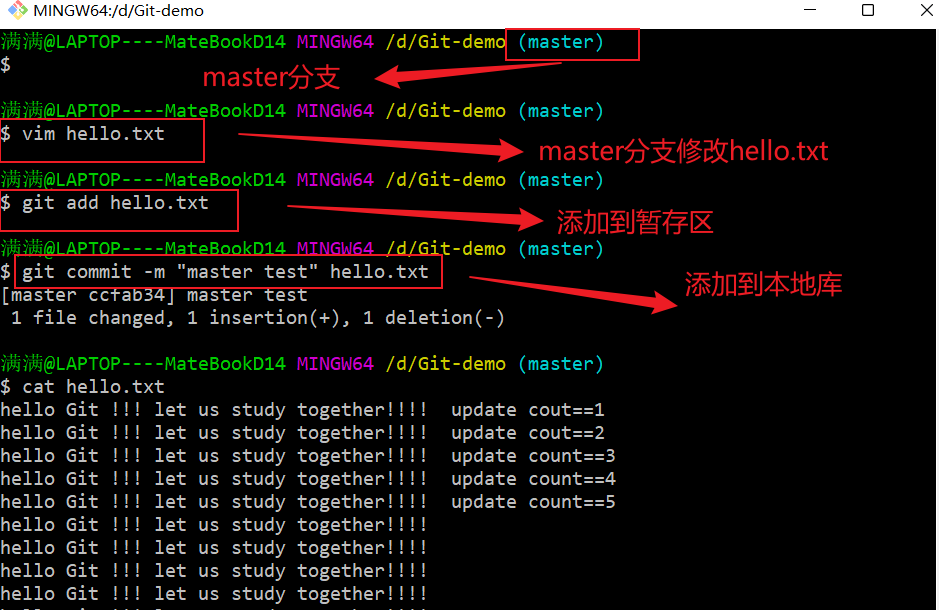 MINGW64:/d/Git-demo
满满@LAPTOP----MateBookD14 MINGW64 /d/Git-demo (master)
$
master分支
满满@LAPTOP----MateBookD14 MINGW64 /d/Git-demo (master)
$ vim hello.txt
master分支修改hello.txt
满满@LAPTOP----MateBookD14 MINGW64 /d/Git-demo (master)
$ git add hello.txt
添加到暂存区
满满@LAPTOP----MateBookD14 MINGW64 /d/Git-demo (master)
$ git commit -m "master test" hello.txt
添加到本地库
[master ccfab34] master test
1 file changed, 1 insertion(+), 1 deletion(-)
满满@LAPTOP----MateBookD14 MINGW64 /d/Git-demo (master)
$ cat hello.txt
hello Git !!! let us study together!!!!  update cout==1
hello Git !!! let us study together!!!!  update cout==2
hello Git !!! let us study together!!!!  update count==3
hello Git !!! let us study together!!!!  update count==4
hello Git !!! let us study together!!!!  update count==5
hello Git !!! let us study together!!!!
hello Git !!! let us study together!!!!
hello Git !!! let us study together!!!!
hello Git !!! let us study together!!!!